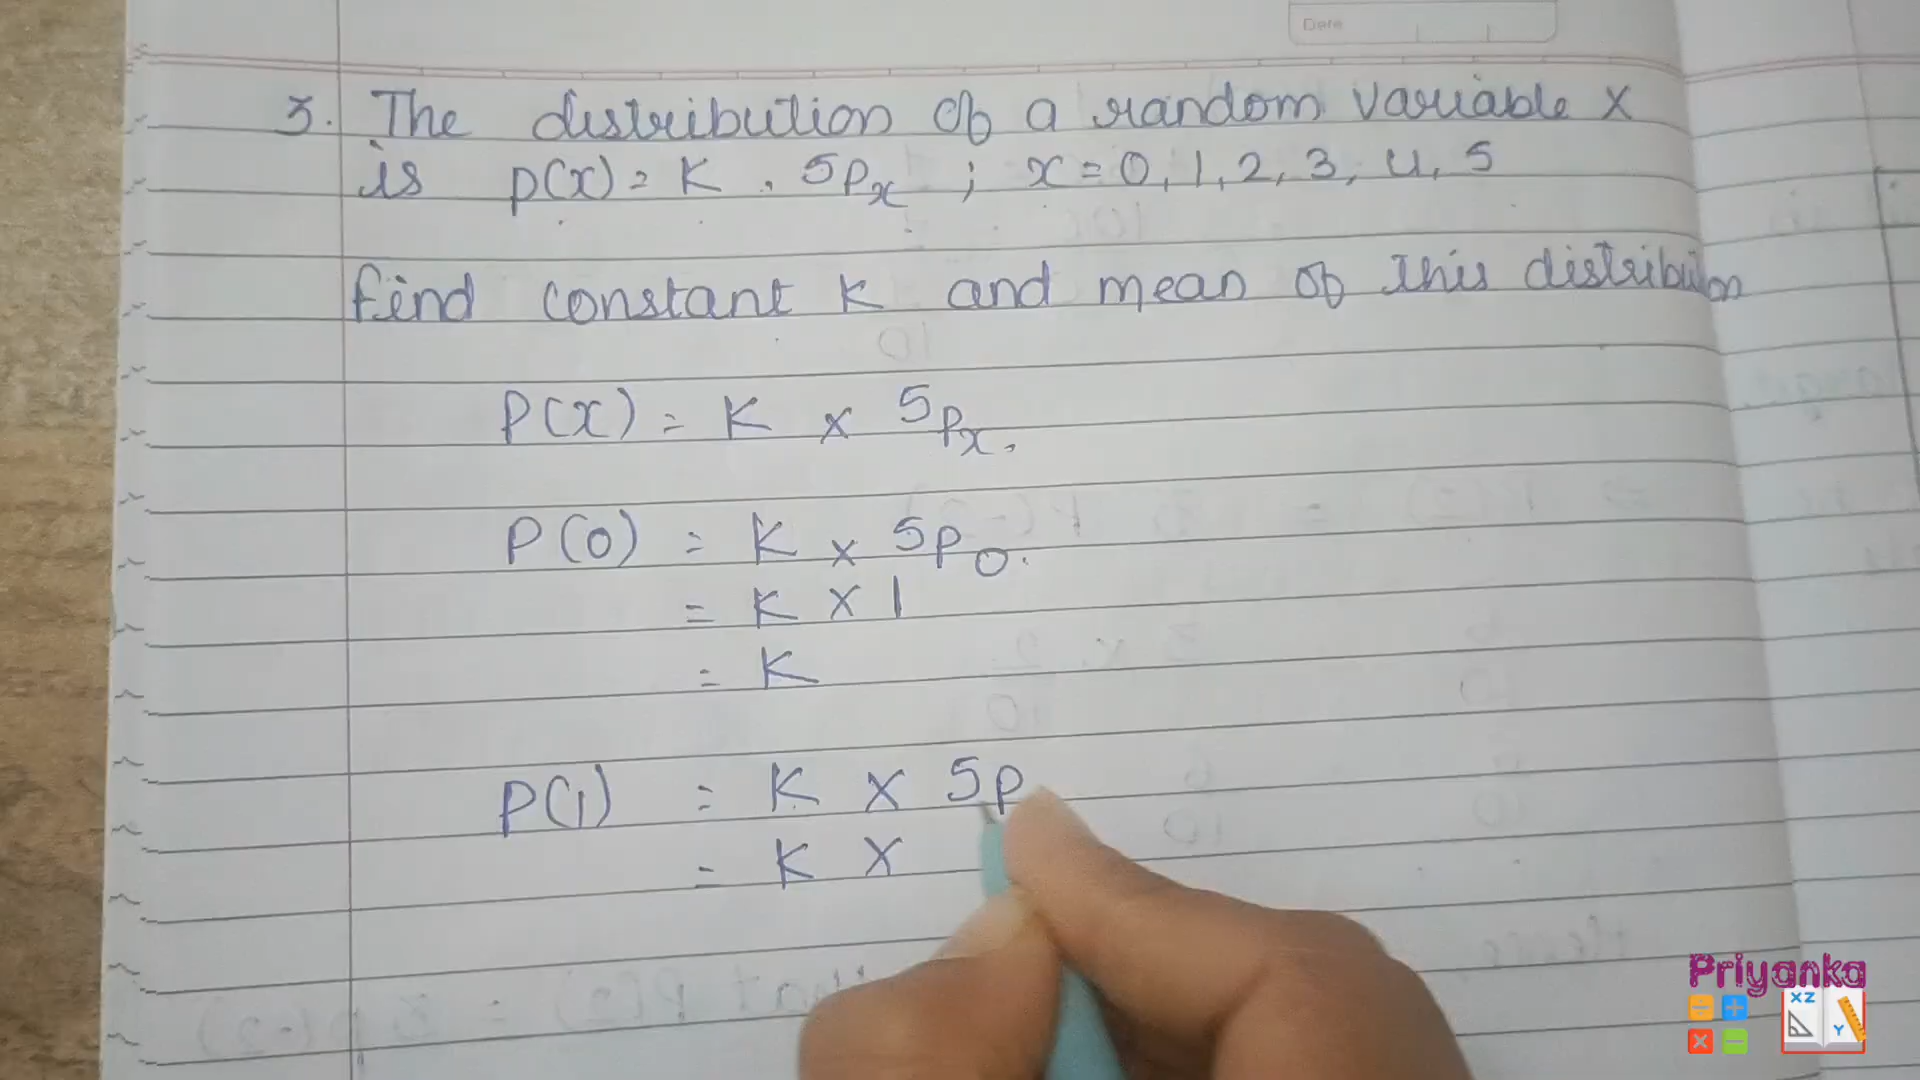 Date
3. The distribution of a random variable X
is p(x) = K . 5Px ; x = 0, 1, 2, 3, 4, 5
find constant K and mean of this distribution
P(x) = K × 5Px.
P(0) = K × 5P0.
= K × 1
= K
P(1) = K × 5P
= K ×
Priyanka
XZ
Y